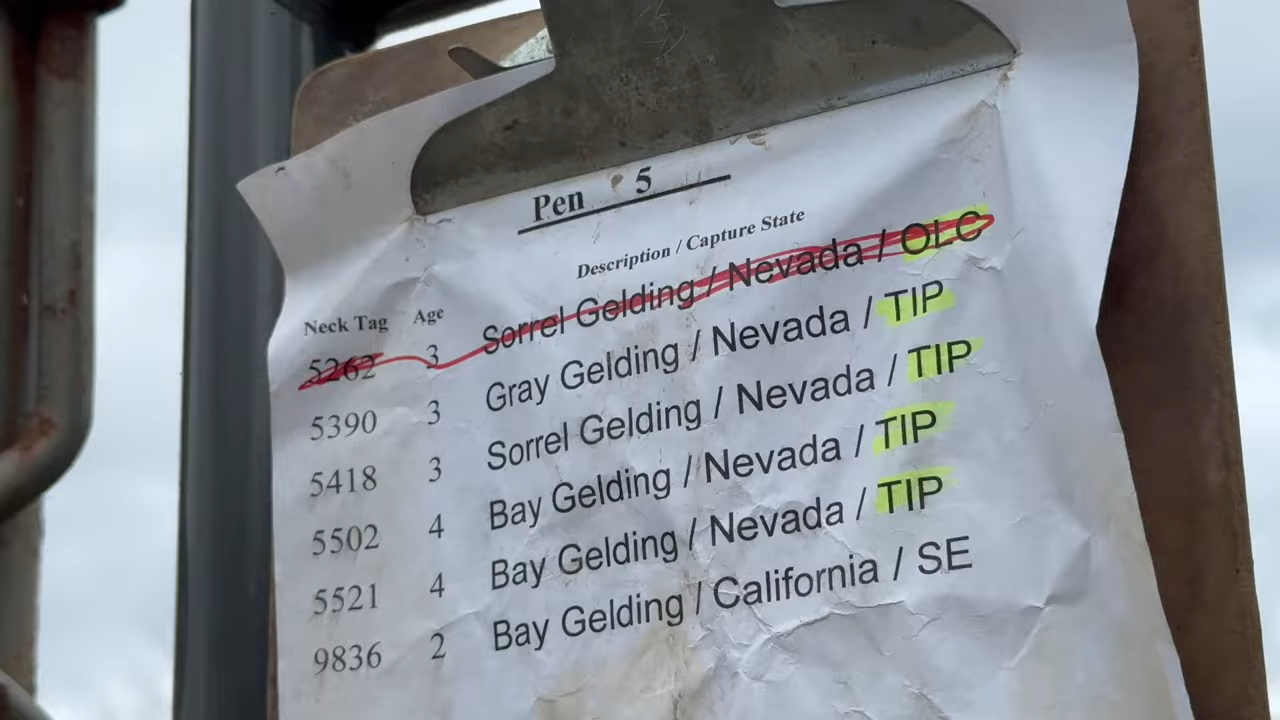 Pen 5
Neck Tag Age Description / Capture State
5262 3 Sorrel Gelding / Nevada / OLC
5390 3 Gray Gelding / Nevada / TIP
5418 3 Sorrel Gelding / Nevada / TIP
5502 4 Bay Gelding / Nevada / TIP
5521 4 Bay Gelding / Nevada / TIP
9836 2 Bay Gelding / California / SE